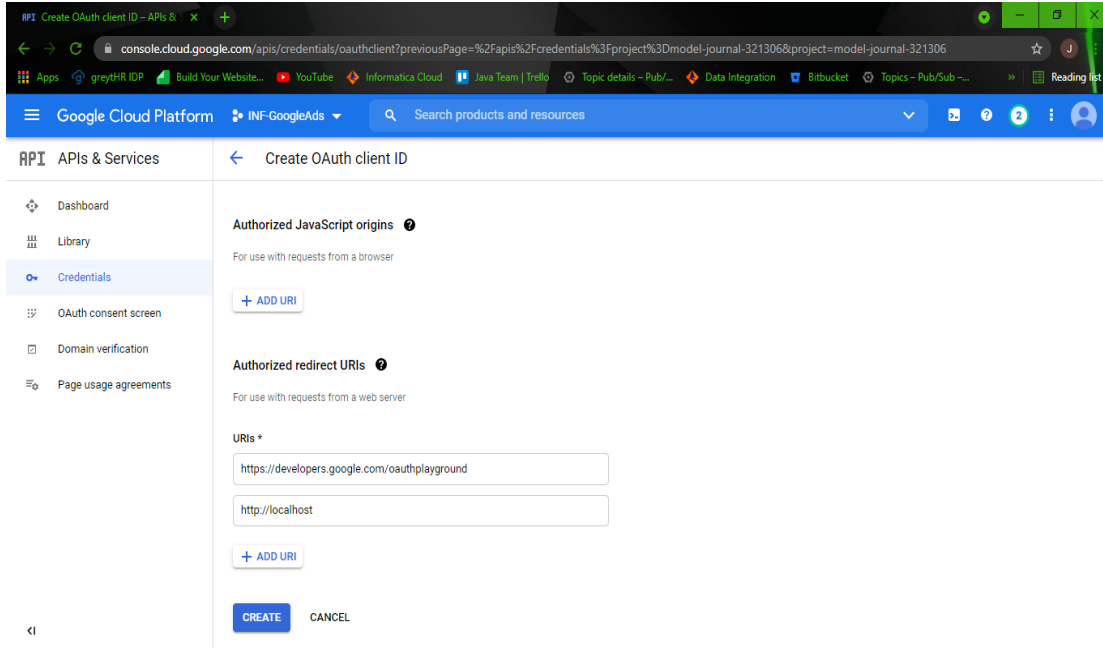 API Create OAuth client ID – APIs & S
console.cloud.google.com/apis/credentials/oauthclient?previousPage=%2Fapis%2Fcredentials%3Fproject%3Dmodel-journal-321306&project=model-journal-321306
J
Apps greytHR IDP Build Your Website... YouTube Informatica Cloud Java Team | Trello Topic details – Pub/... Data Integration Bitbucket Topics – Pub/Sub –... » Reading list
Google Cloud Platform INF-GoogleAds Search products and resources 2
API APIs & Services Create OAuth client ID
Dashboard
Library
Credentials
OAuth consent screen
Domain verification
Page usage agreements
Authorized JavaScript origins
For use with requests from a browser
+ ADD URI
Authorized redirect URIs
For use with requests from a web server
URIs *
https://developers.google.com/oauthplayground
http://localhost
+ ADD URI
CREATE CANCEL